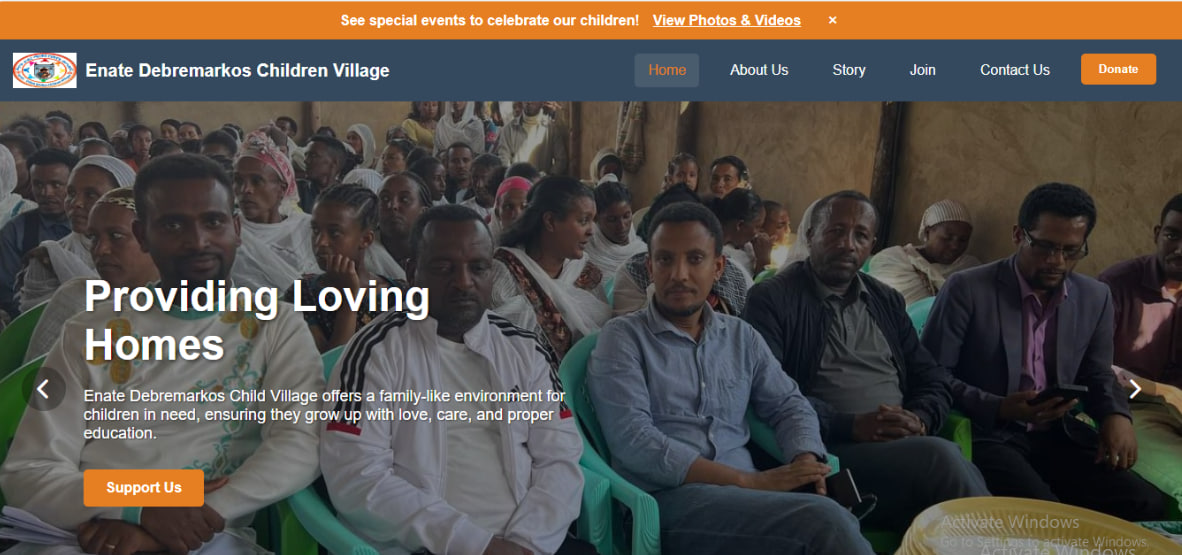 See special events to celebrate our children! View Photos & Videos ×
Enate Debremarkos Children Village
Home About Us Story Join Contact Us Donate
Providing Loving
Homes
Enate Debremarkos Child Village offers a family-like environment for
children in need, ensuring they grow up with love, care, and proper
education.
Support Us
Activate Windows
Go to Settings to activate Windows.
Activate Windows